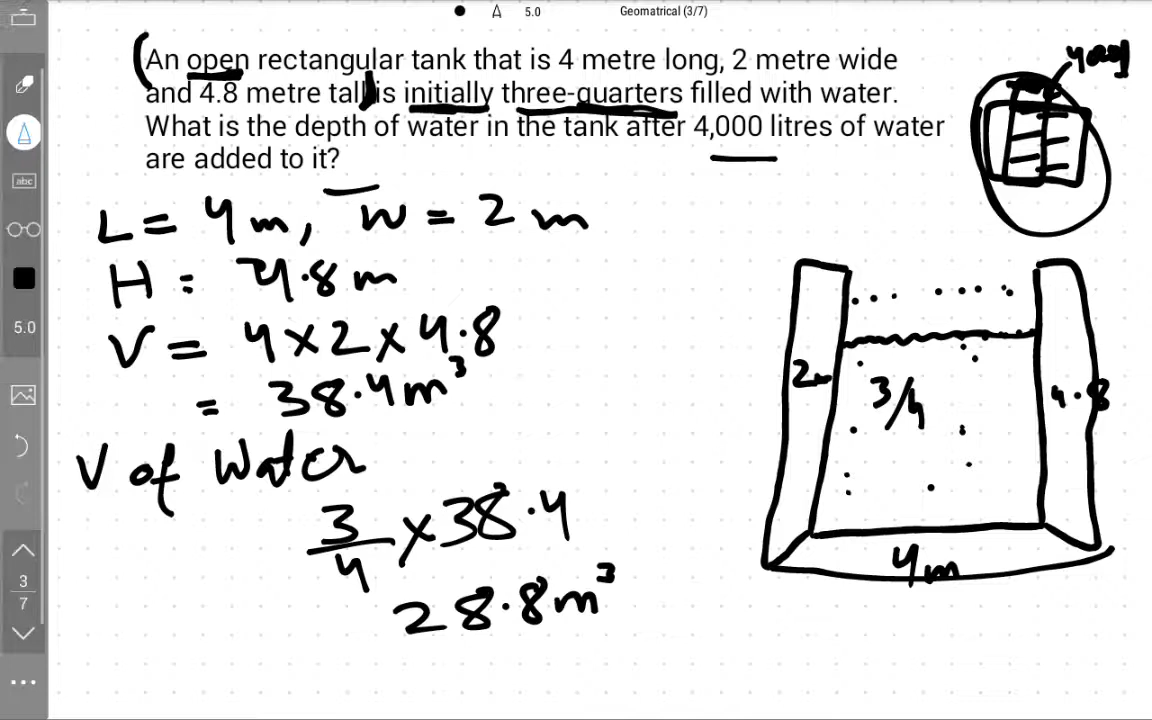 5.0 Geomatrical (3/7)
An open rectangular tank that is 4 metre long, 2 metre wide
and 4.8 metre tall is initially three-quarters filled with water.
What is the depth of water in the tank after 4,000 litres of water
are added to it?
L = 4 m, W = 2 m
H = 4.8 m
V = 4 × 2 × 4.8
= 38.4 m³
V of Water
3/4 × 38.4
28.8 m³
2m
3/4
4.8
4m
abc
5.0
3
7